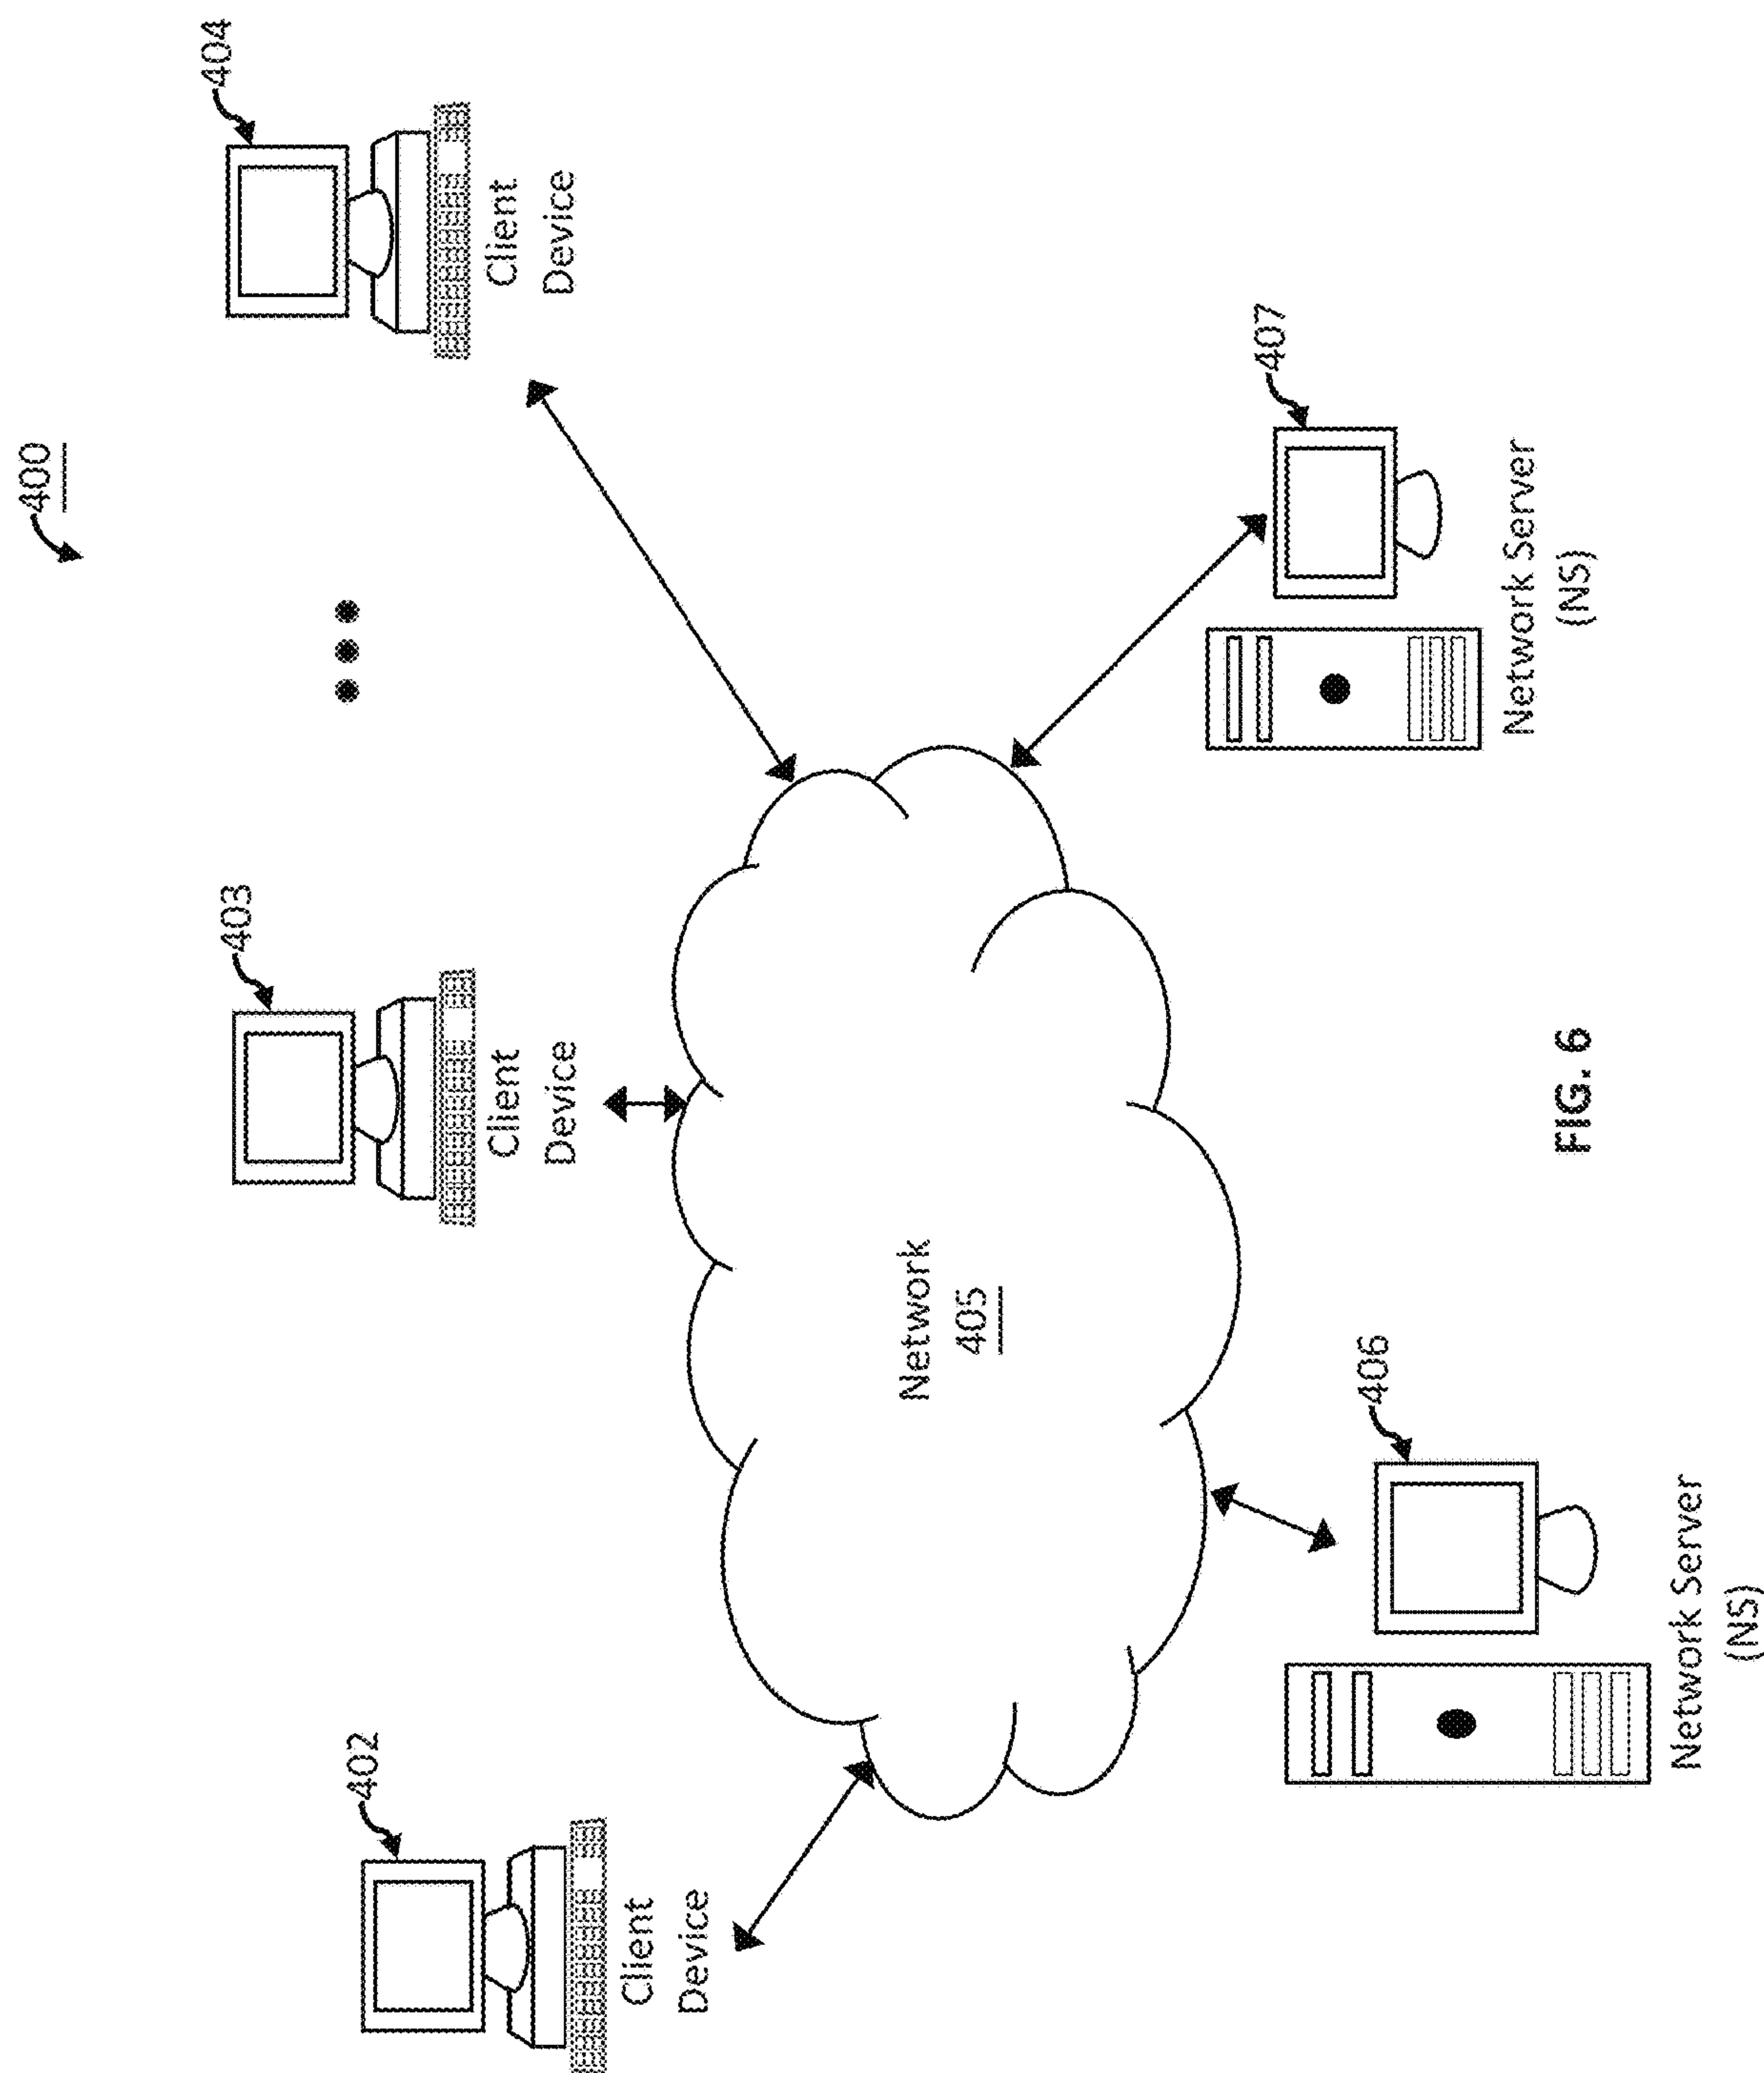 400
402
Client
Device
403
Client
Device
404
Client
Device
Network
405
406
Network Server
(NS)
407
Network Server
(NS)
FIG. 6